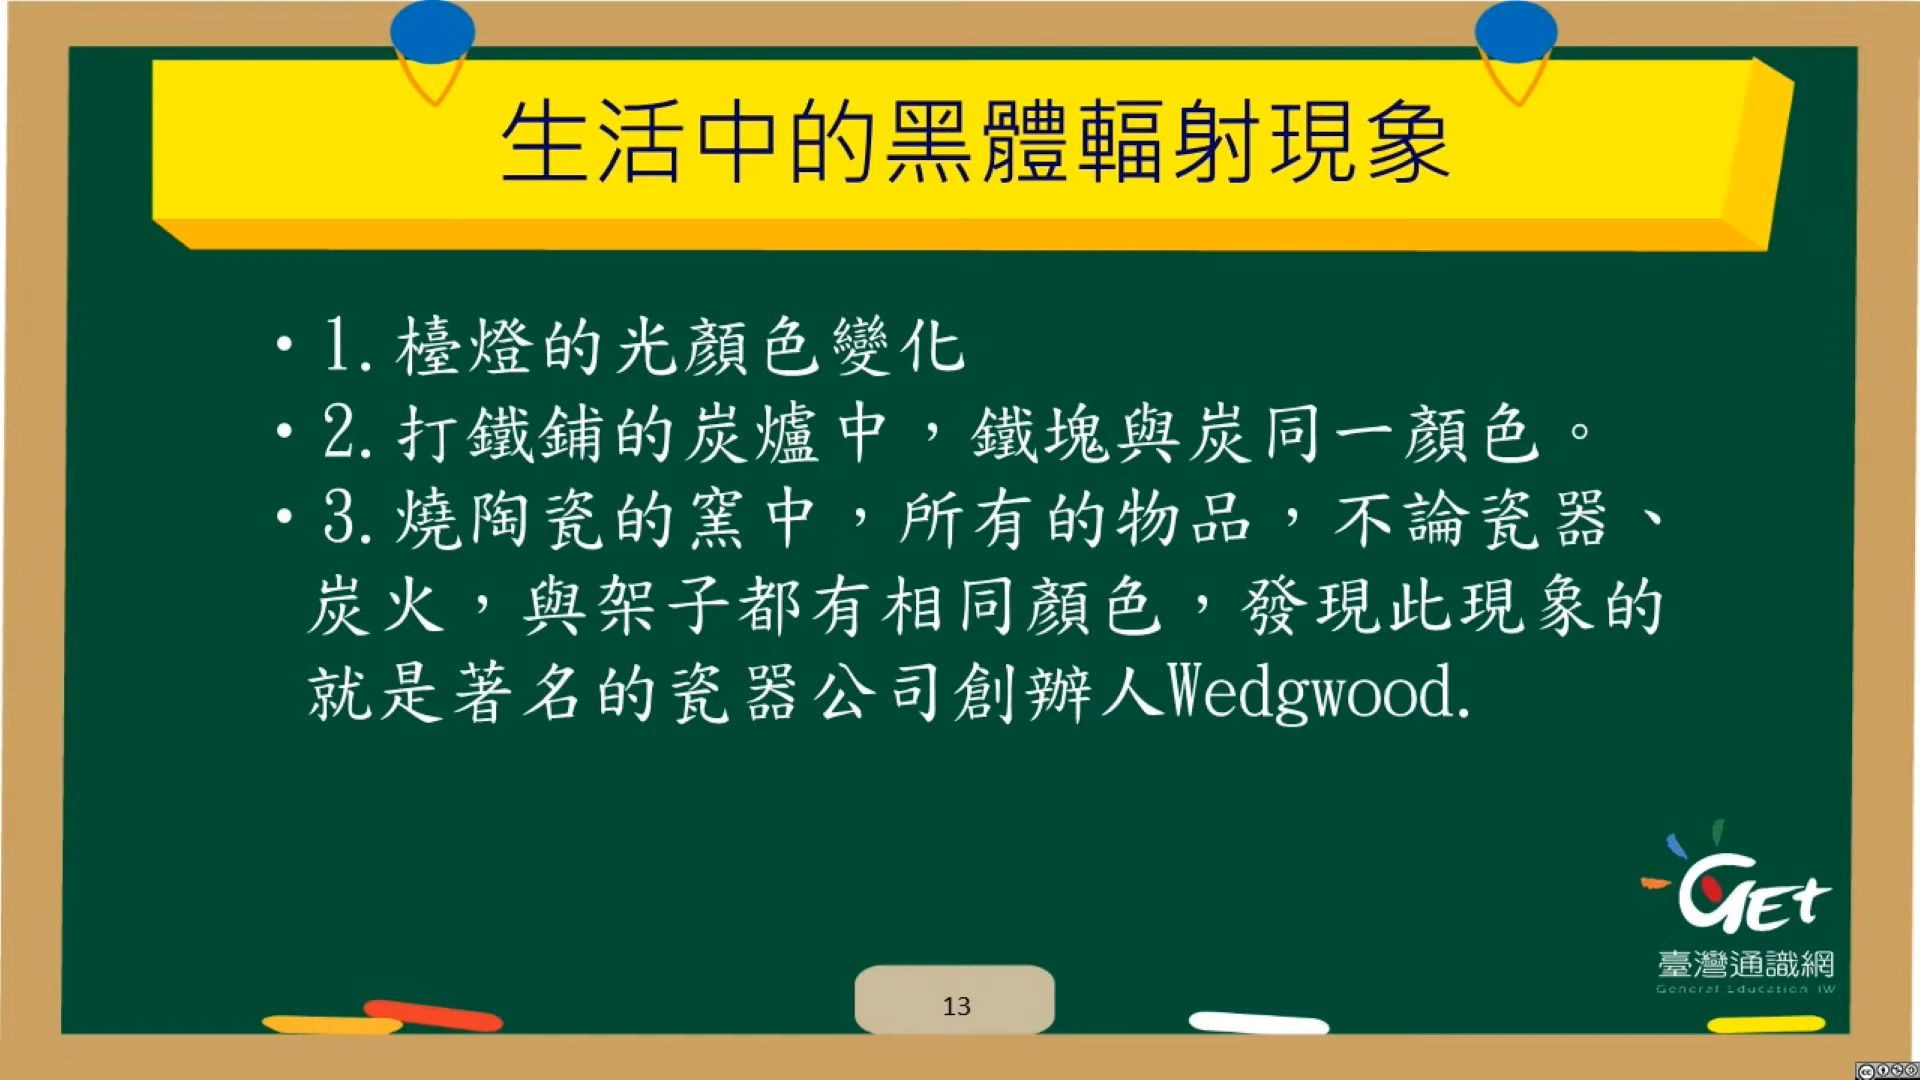 生活中的黑體輻射現象
•1.檯燈的光顏色變化
•2.打鐵鋪的炭爐中，鐵塊與炭同一顏色。
•3.燒陶瓷的窯中，所有的物品，不論瓷器、
炭火，與架子都有相同顏色，發現此現象的
就是著名的瓷器公司創辦人Wedgwood.
GET
臺灣通識網
General Education TW
13
cc